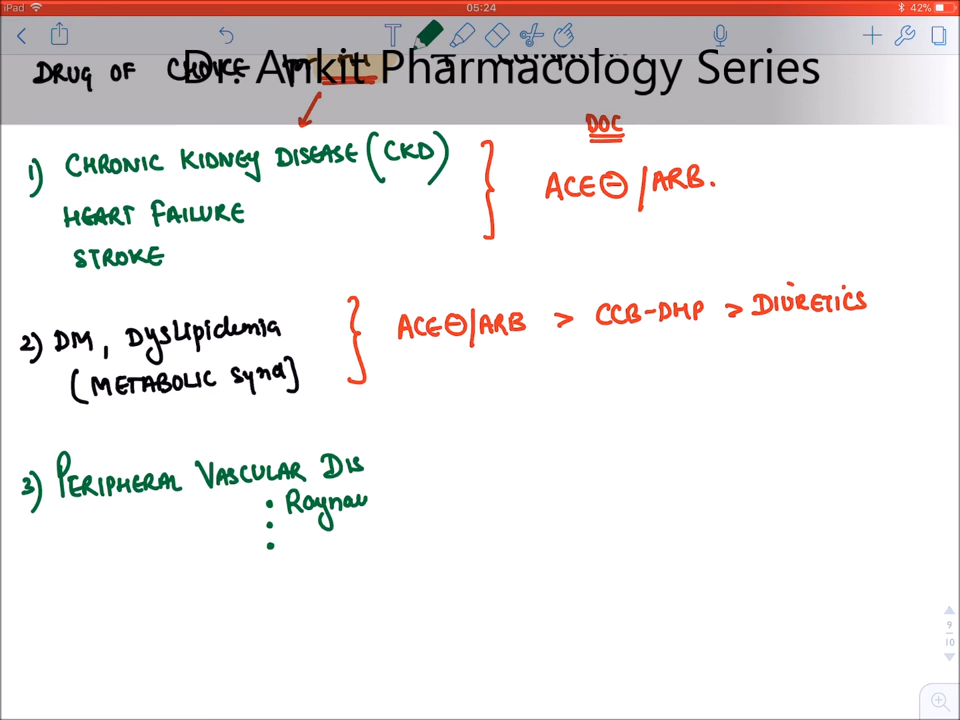 iPad 05:24 42%
Dr. Ankit Pharmacology Series
DRUG OF CHOICE
DOC
1) CHRONIC KIDNEY DISEASE (CKD)
HEART FAILURE
STROKE
ACE⊖/ARB.
2) DM, Dyslipidemia
(METABOLIC Synd]
ACE⊖/ARB > CCB-DHP > DIURETICS
3) PERIPHERAL VASCULAR DIS
• Raynau
•
•
9
10